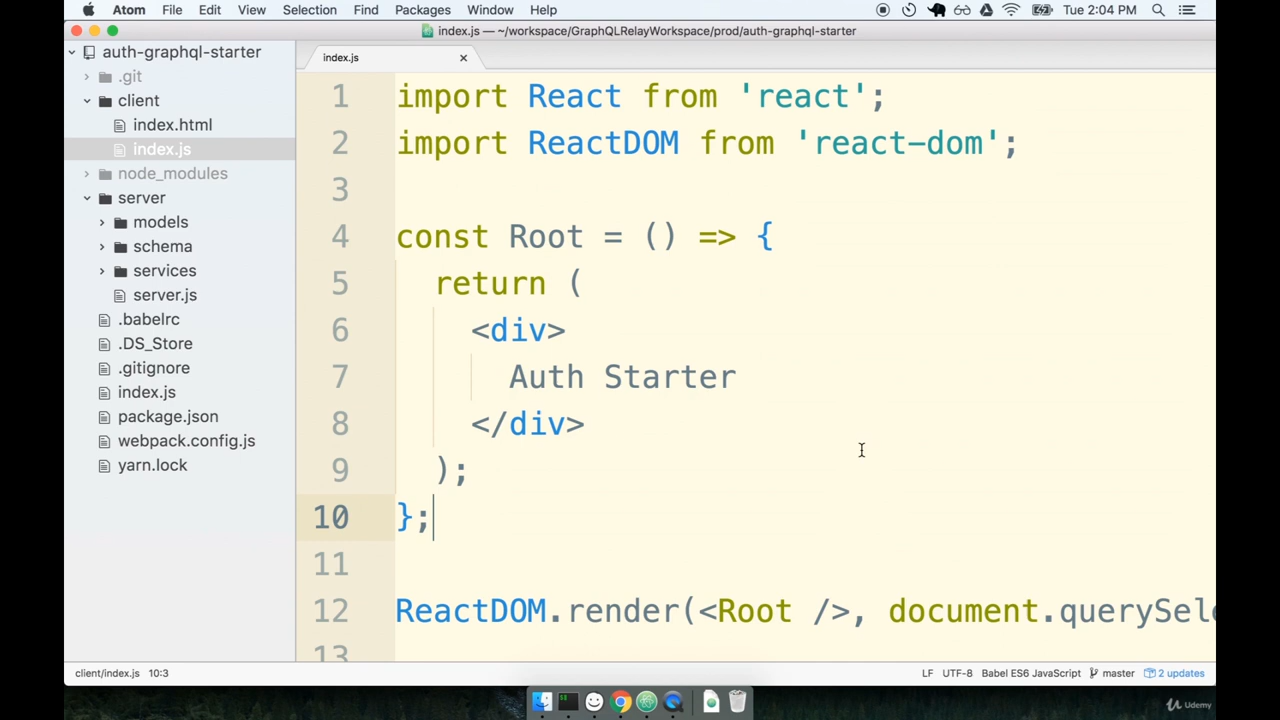 Atom File Edit View Selection Find Packages Window Help Tue 2:04 PM
index.js — ~/workspace/GraphQLRelayWorkspace/prod/auth-graphql-starter
auth-graphql-starter
.git
client
index.html
index.js
node_modules
server
models
schema
services
server.js
.babelrc
.DS_Store
.gitignore
index.js
package.json
webpack.config.js
yarn.lock
index.js
1 import React from 'react';
2 import ReactDOM from 'react-dom';
3
4 const Root = () => {
5 return (
6 <div>
7 Auth Starter
8 </div>
9 );
10 };
11
12 ReactDOM.render(<Root />, document.querySele
13
client/index.js 10:3 LF UTF-8 Babel ES6 JavaScript master 2 updates
Udemy